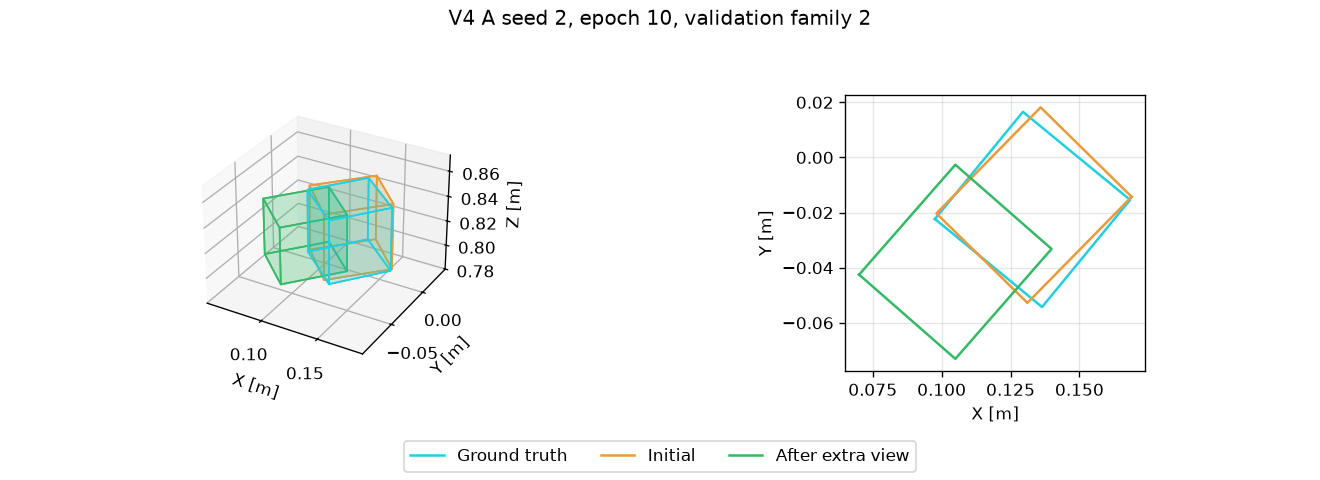 V4 A seed 2, epoch 10, validation family 2
0.86
0.84
0.82
0.80
0.78
Z [m]
0.00
−0.05
Y [m]
0.10
0.15
X [m]
0.02
0.00
−0.02
−0.04
−0.06
Y [m]
0.075 0.100 0.125 0.150
X [m]
Ground truth Initial After extra view